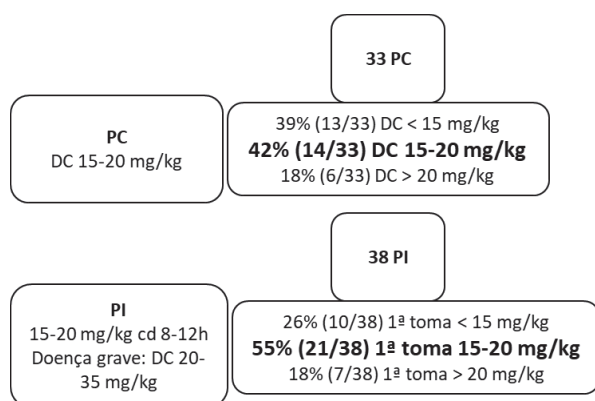 33 PC
PC
DC 15-20 mg/kg
39% (13/33) DC < 15 mg/kg
42% (14/33) DC 15-20 mg/kg
18% (6/33) DC > 20 mg/kg
38 PI
PI
15-20 mg/kg cd 8-12h
Doença grave: DC 20-
35 mg/kg
26% (10/38) 1ª toma < 15 mg/kg
55% (21/38) 1ª toma 15-20 mg/kg
18% (7/38) 1ª toma > 20 mg/kg